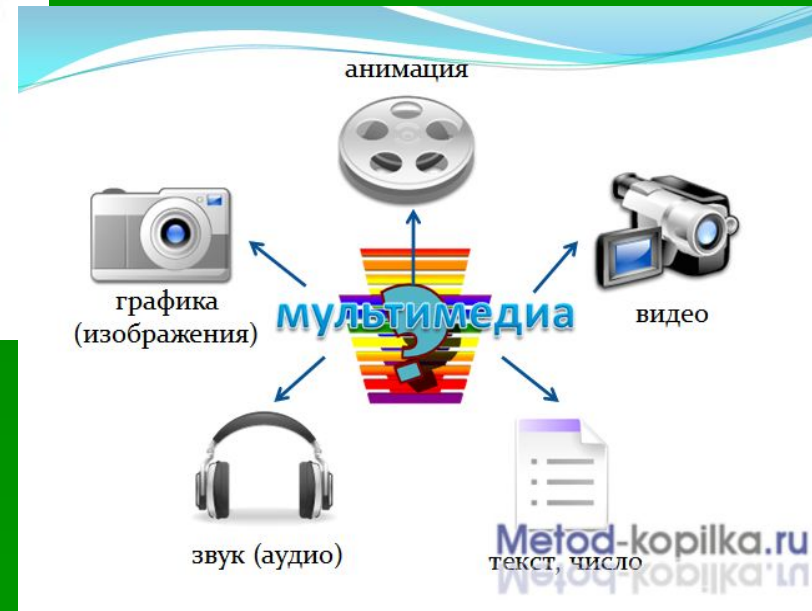 анимация
графика
(изображения)
мультимедиа
видео
звук (аудио)
текст, число
Metod-kopilka.ru